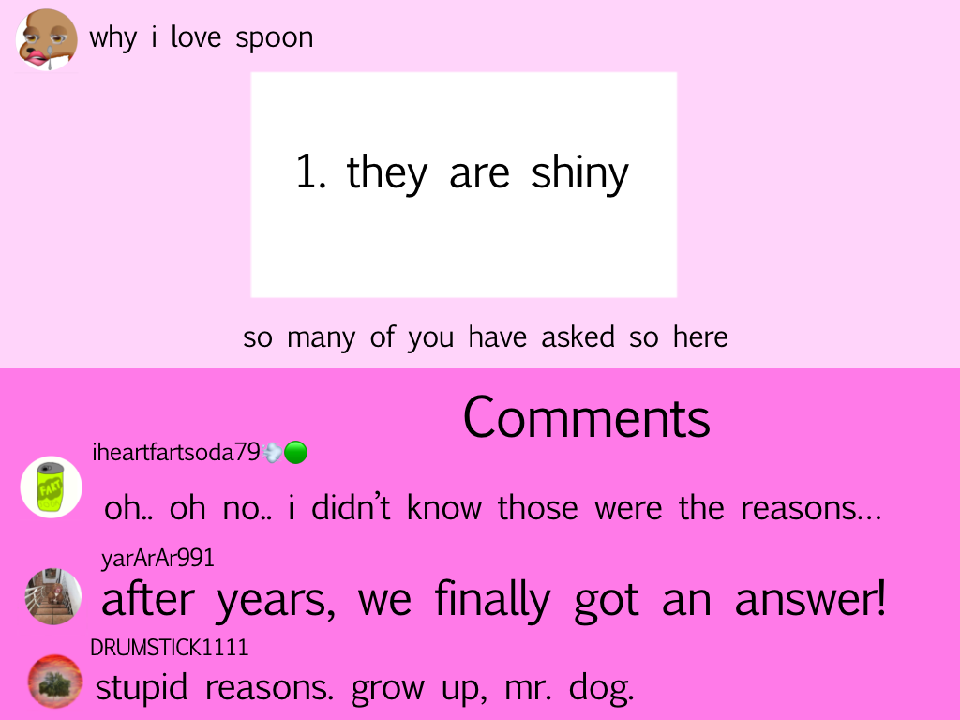 why i love spoon
1. they are shiny
so many of you have asked so here
Comments
iheartfartsoda79💨🟢
FART
oh.. oh no.. i didn't know those were the reasons...
yarArAr991
after years, we finally got an answer!
DRUMSTICK1111
stupid reasons. grow up, mr. dog.